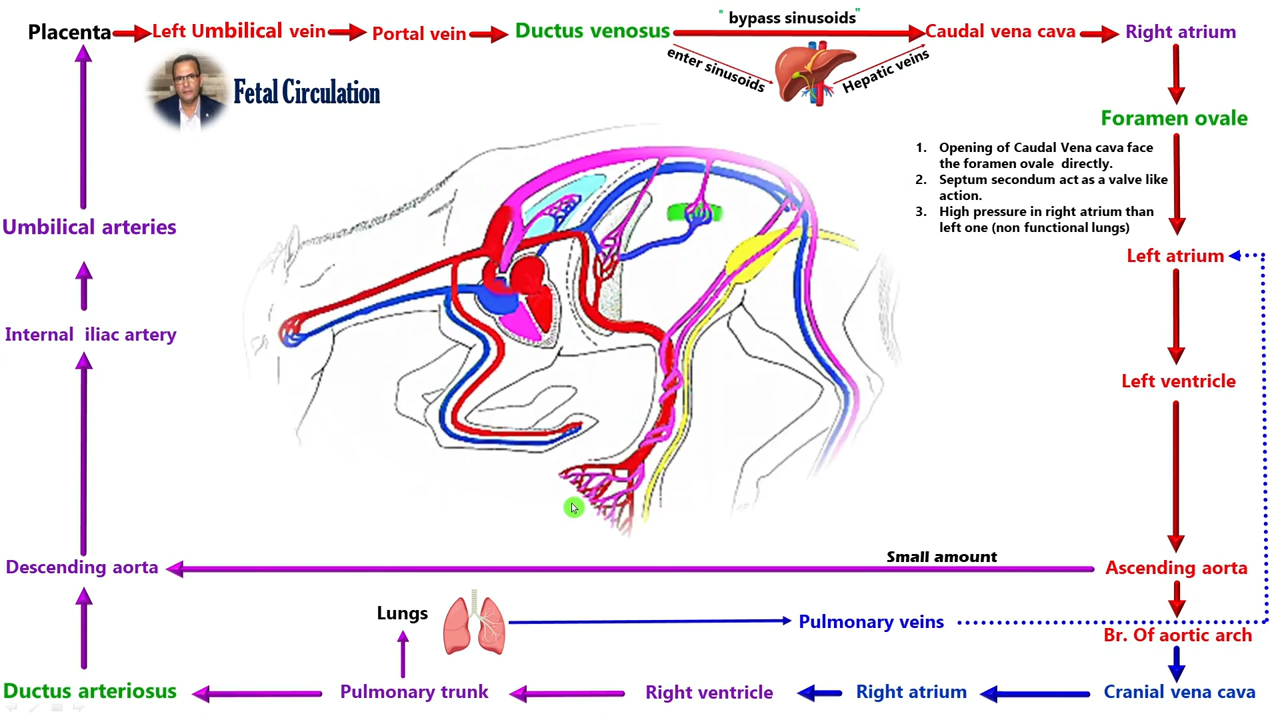 " bypass sinusoids"
Placenta
Left Umbilical vein
Portal vein
Ductus venosus
Caudal vena cava
Right atrium
enter sinusoids
Hepatic veins
Fetal Circulation
Foramen ovale
1. Opening of Caudal Vena cava face
the foramen ovale directly.
2. Septum secondum act as a valve like
action.
3. High pressure in right atrium than
left one (non functional lungs)
Umbilical arteries
Left atrium
Internal iliac artery
Left ventricle
Small amount
Descending aorta
Ascending aorta
Lungs
Pulmonary veins
Br. Of aortic arch
Ductus arteriosus
Pulmonary trunk
Right ventricle
Right atrium
Cranial vena cava